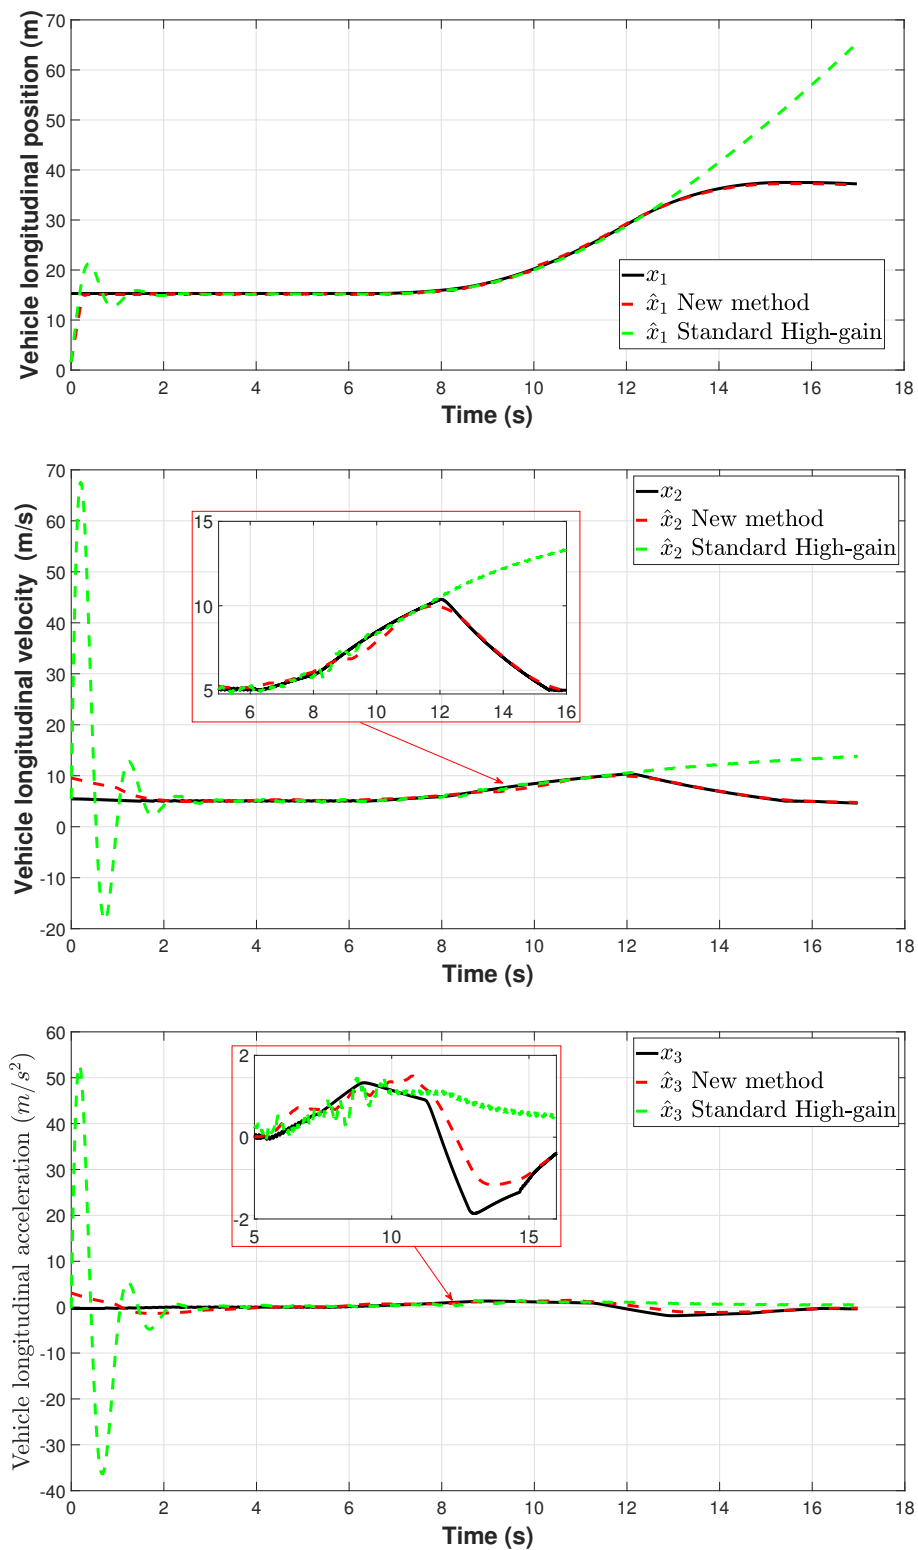 70
60
50
40
30
20
10
0
Vehicle longitudinal position (m)
x₁
x̂₁ New method
x̂₁ Standard High-gain
0 2 4 6 8 10 12 14 16 18
Time (s)
70
60
50
40
30
20
10
0
-10
-20
Vehicle longitudinal velocity (m/s)
15
10
5
6 8 10 12 14 16
x₂
x̂₂ New method
x̂₂ Standard High-gain
0 2 4 6 8 10 12 14 16 18
Time (s)
60
50
40
30
20
10
0
-10
-20
-30
-40
Vehicle longitudinal acceleration (m/s²)
2
0
-2
5 10 15
x₃
x̂₃ New method
x̂₃ Standard High-gain
0 2 4 6 8 10 12 14 16 18
Time (s)